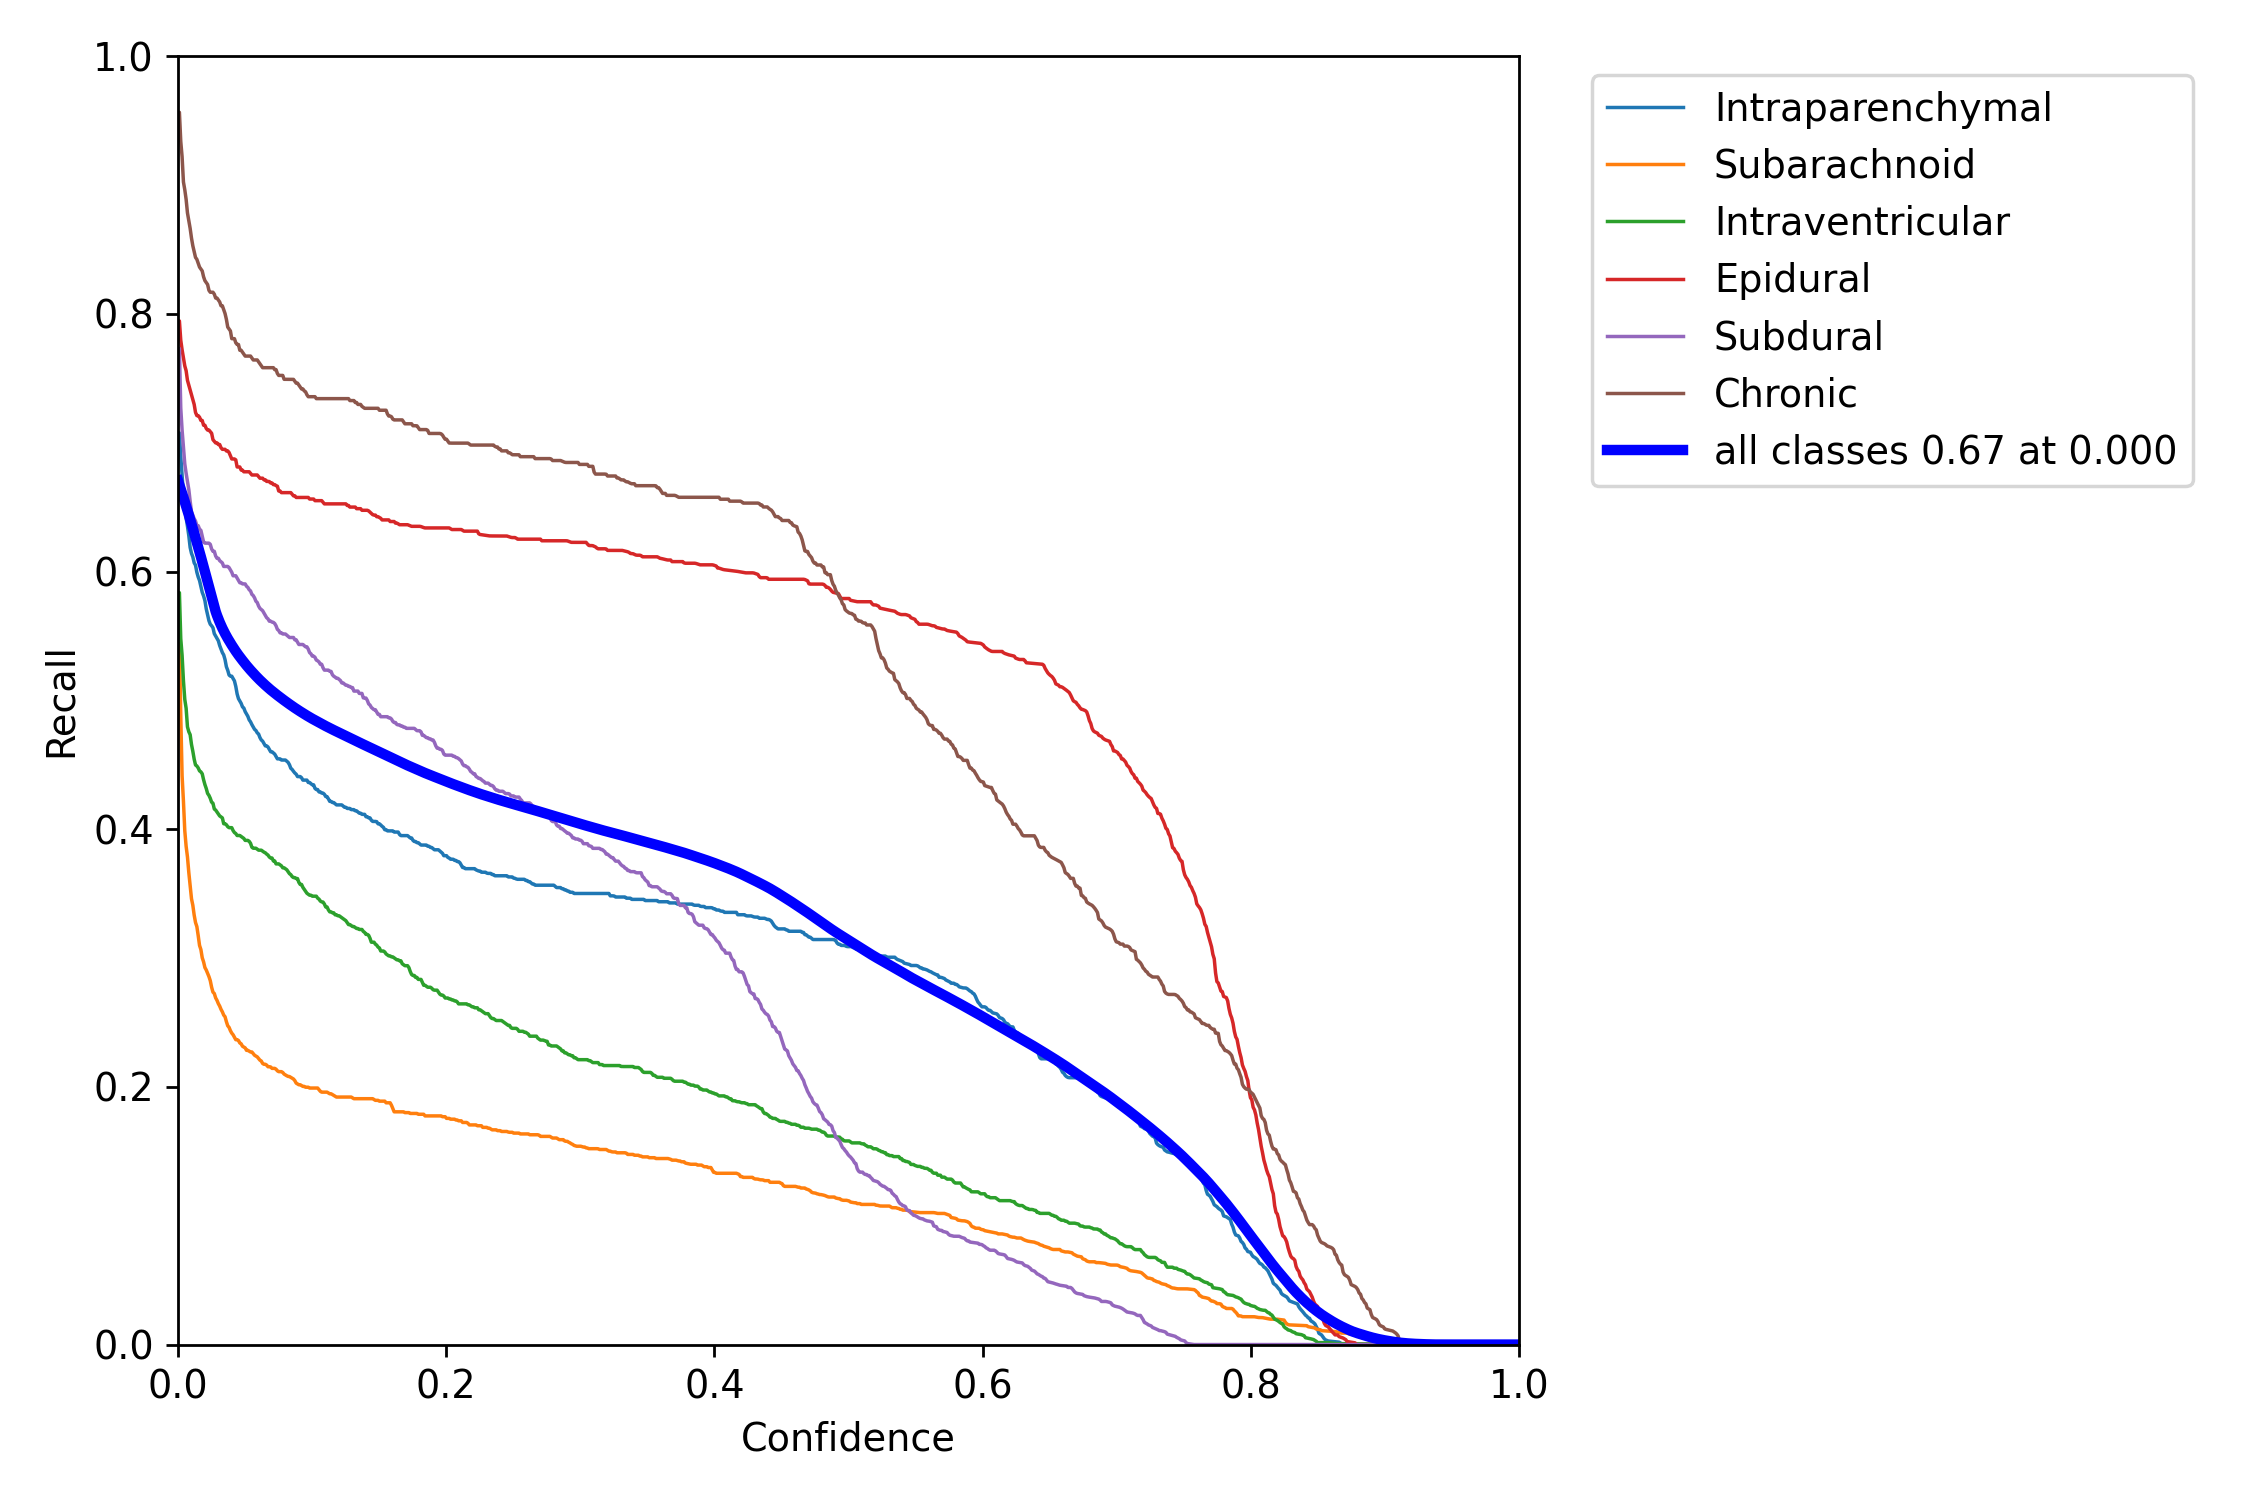 1.0
0.8
0.6
0.4
0.2
0.0
Recall
0.0 0.2 0.4 0.6 0.8 1.0
Confidence
Intraparenchymal
Subarachnoid
Intraventricular
Epidural
Subdural
Chronic
all classes 0.67 at 0.000